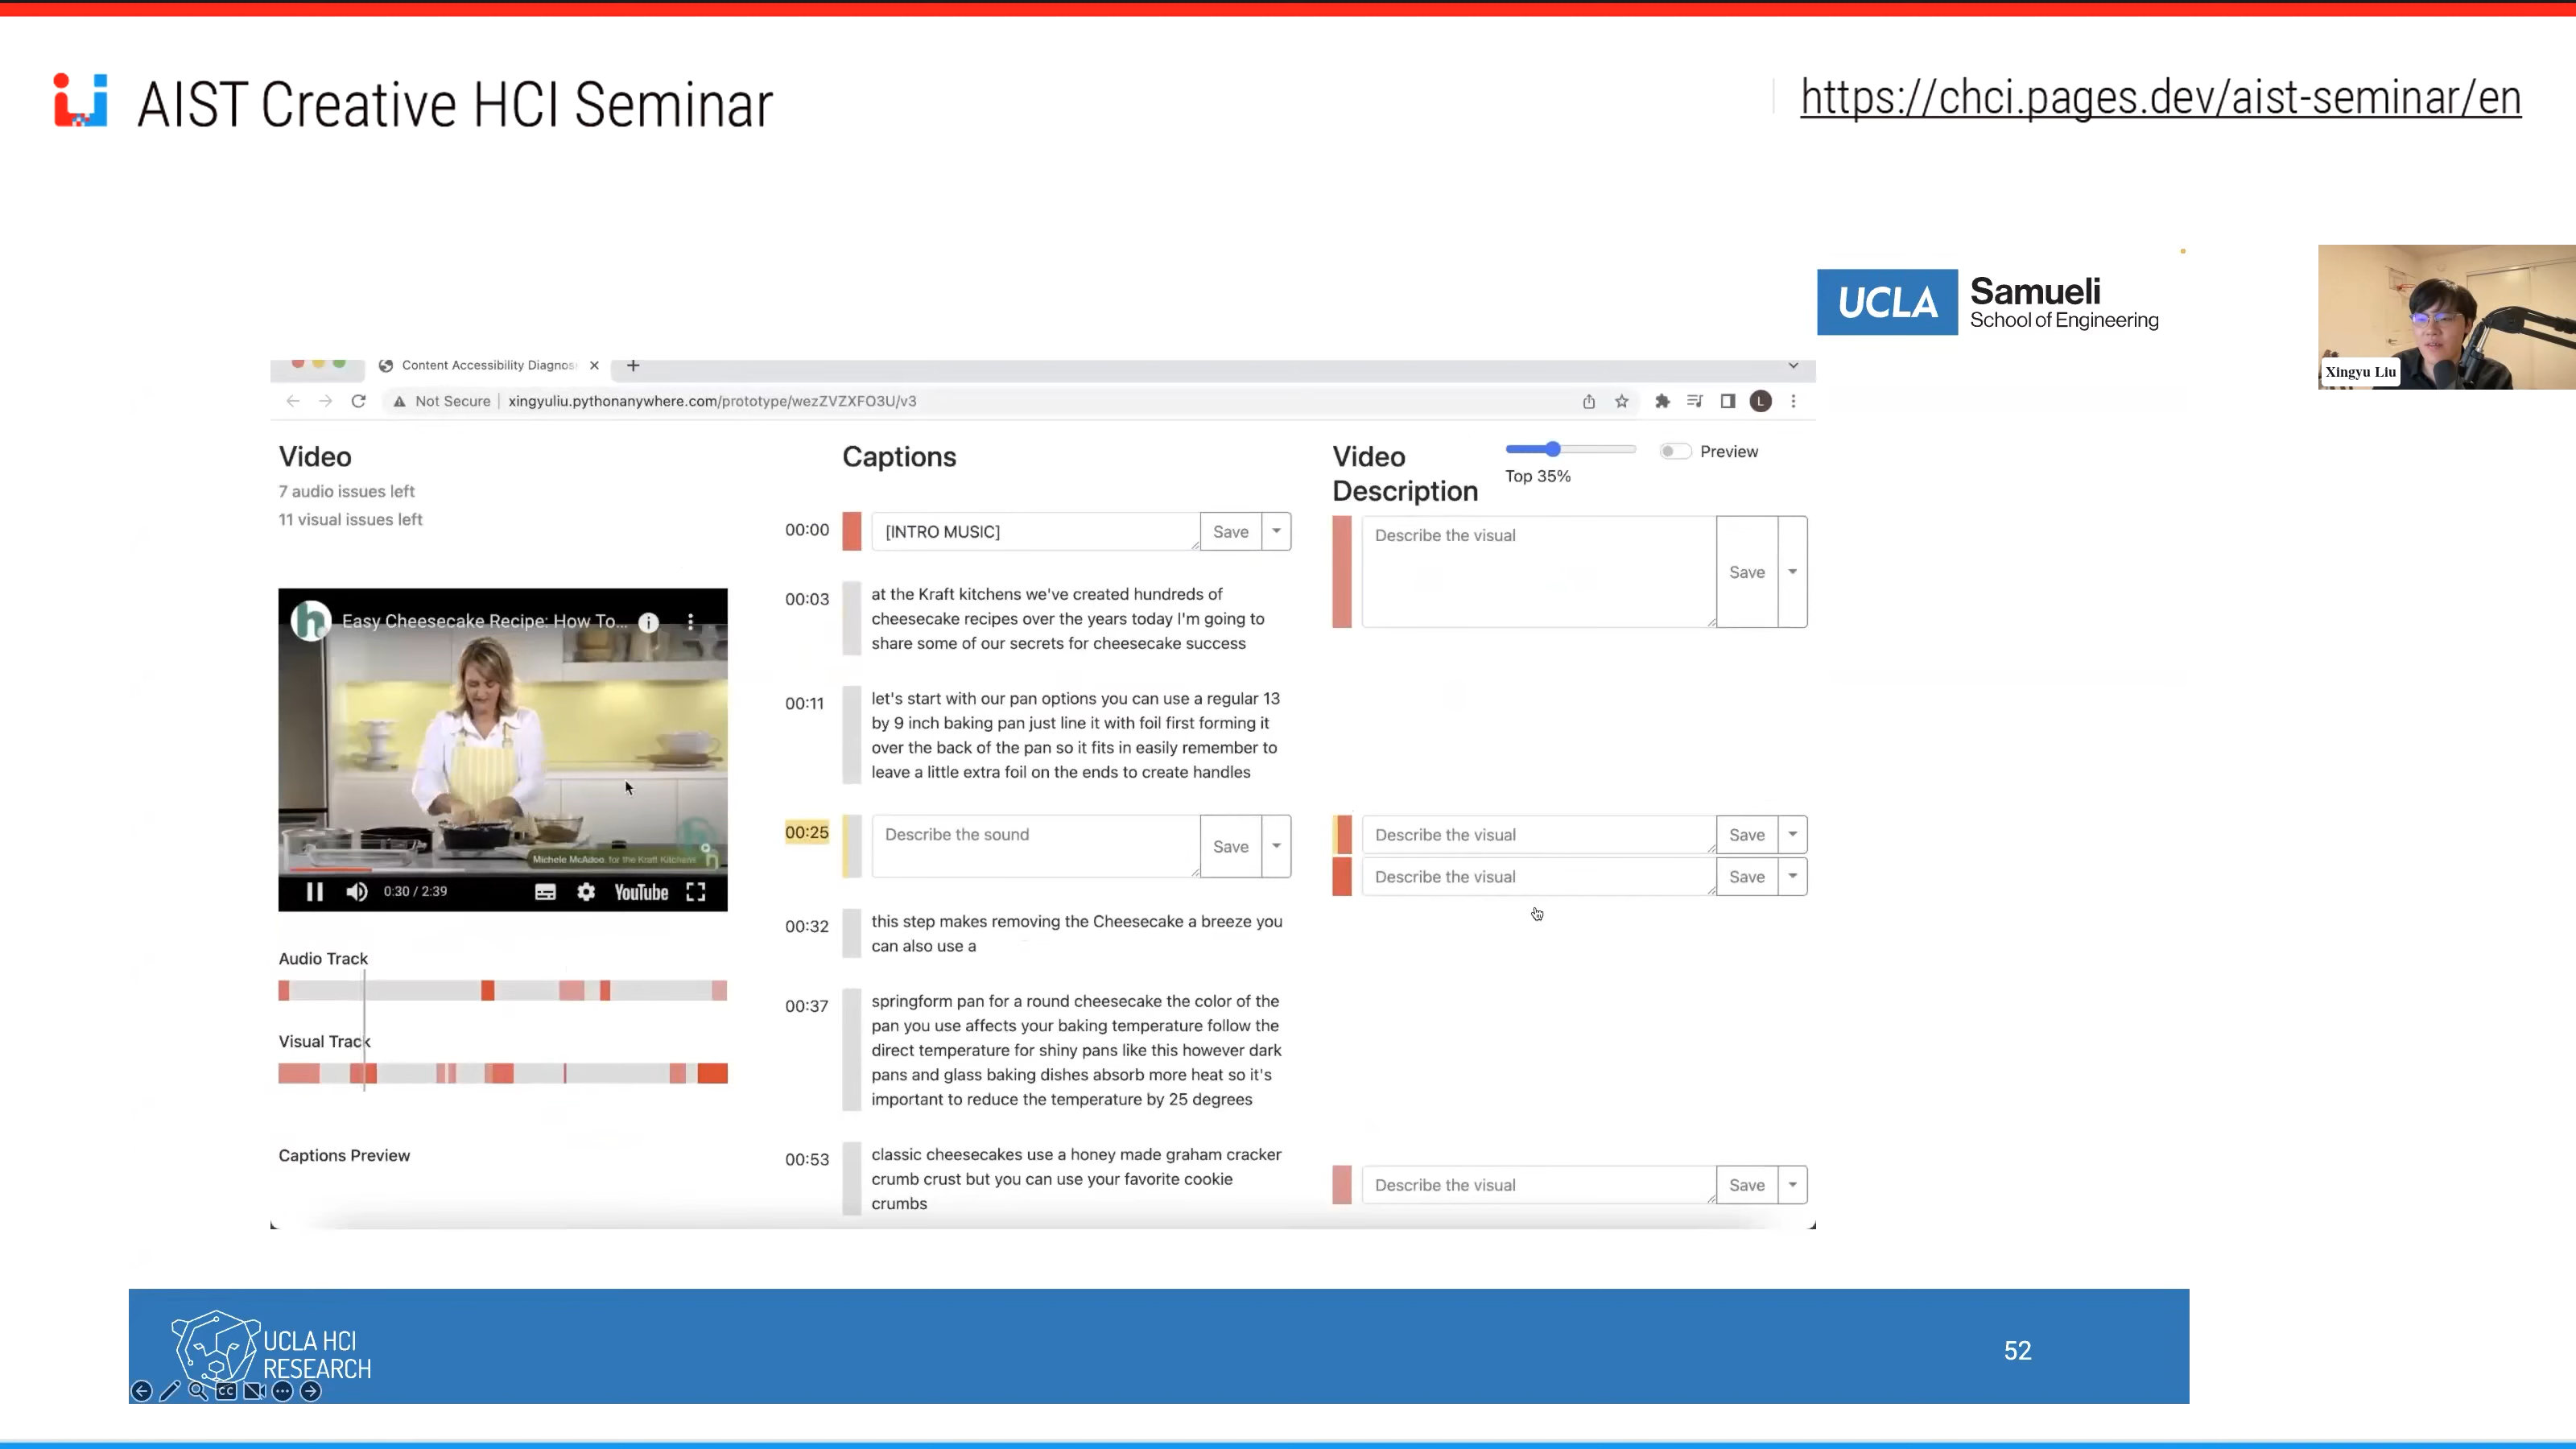 AIST Creative HCI Seminar
https://chci.pages.dev/aist-seminar/en
UCLA
Samueli
School of Engineering
Xingyu Liu
Content Accessibility Diagnos
Not Secure
xingyuliu.pythonanywhere.com/prototype/wezZVZXFO3U/v3
L
Video
7 audio issues left
11 visual issues left
h
Easy Cheesecake Recipe: How To...
Michele McAdoo, for the Kraft Kitchens
0:30 / 2:39
YouTube
Audio Track
Visual Track
Captions Preview
Captions
00:00
[INTRO MUSIC]
Save
00:03
at the Kraft kitchens we've created hundreds of
cheesecake recipes over the years today I'm going to
share some of our secrets for cheesecake success
00:11
let's start with our pan options you can use a regular 13
by 9 inch baking pan just line it with foil first forming it
over the back of the pan so it fits in easily remember to
leave a little extra foil on the ends to create handles
00:25
Describe the sound
Save
00:32
this step makes removing the Cheesecake a breeze you
can also use a
00:37
springform pan for a round cheesecake the color of the
pan you use affects your baking temperature follow the
direct temperature for shiny pans like this however dark
pans and glass baking dishes absorb more heat so it's
important to reduce the temperature by 25 degrees
00:53
classic cheesecakes use a honey made graham cracker
crumb crust but you can use your favorite cookie
crumbs
Video
Description
Top 35%
Preview
Describe the visual
Save
Describe the visual
Save
Describe the visual
Save
Describe the visual
Save
UCLA HCI
RESEARCH
CC
52